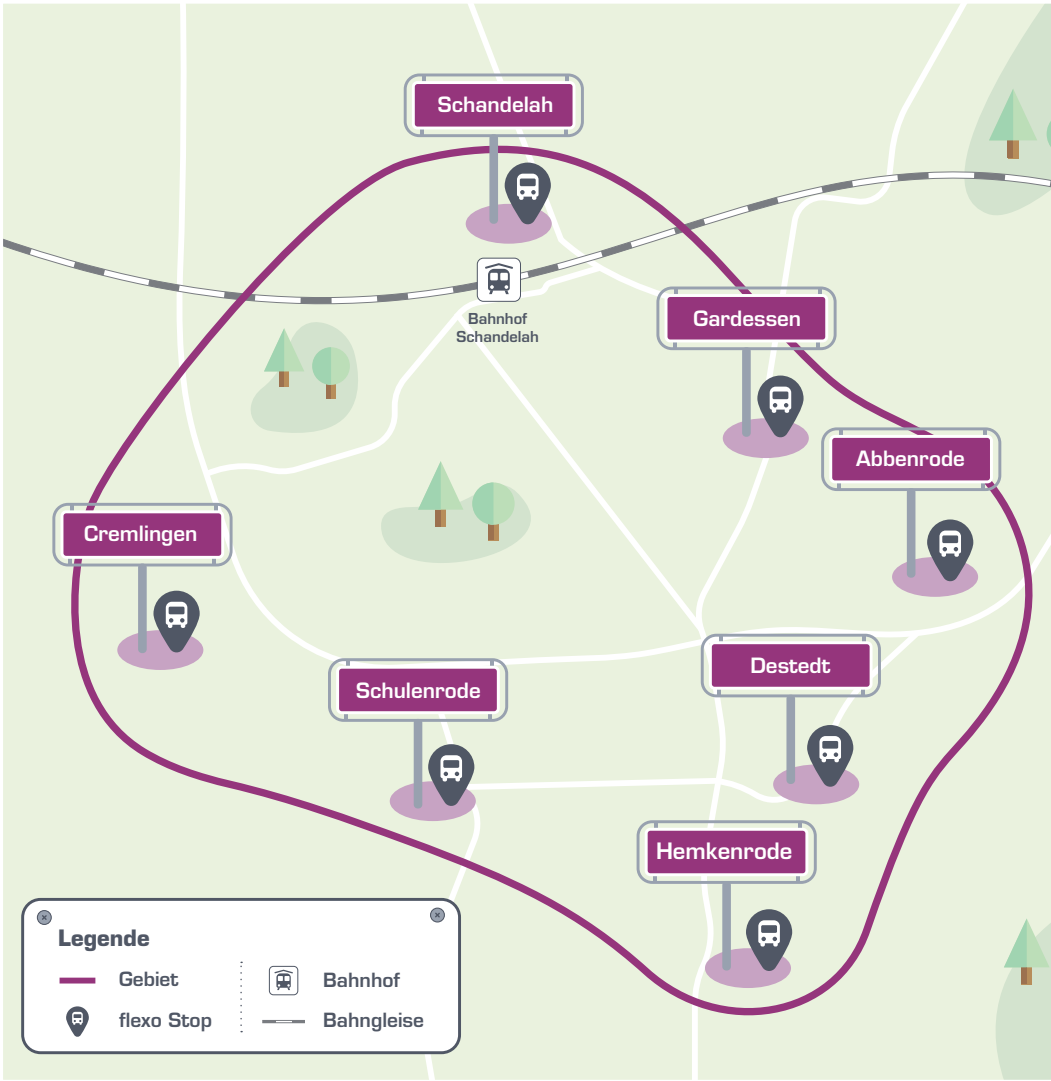 Schandelah
Bahnhof
Schandelah
Gardessen
Abbenrode
Cremlingen
Destedt
Schulenrode
Hemkenrode
Legende
Gebiet
Bahnhof
flexo Stop
Bahngleise